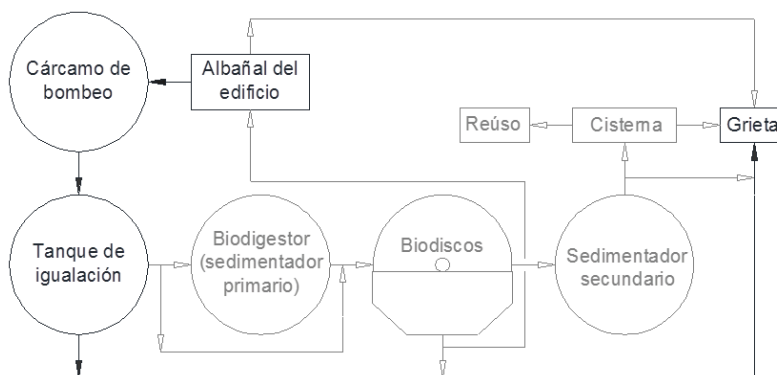 Cárcamo de
bombeo
Albañal del
edificio
Reúso
Cisterna
Grieta
Tanque de
igualación
Biodigestor
(sedimentador
primario)
Biodiscos
Sedimentador
secundario